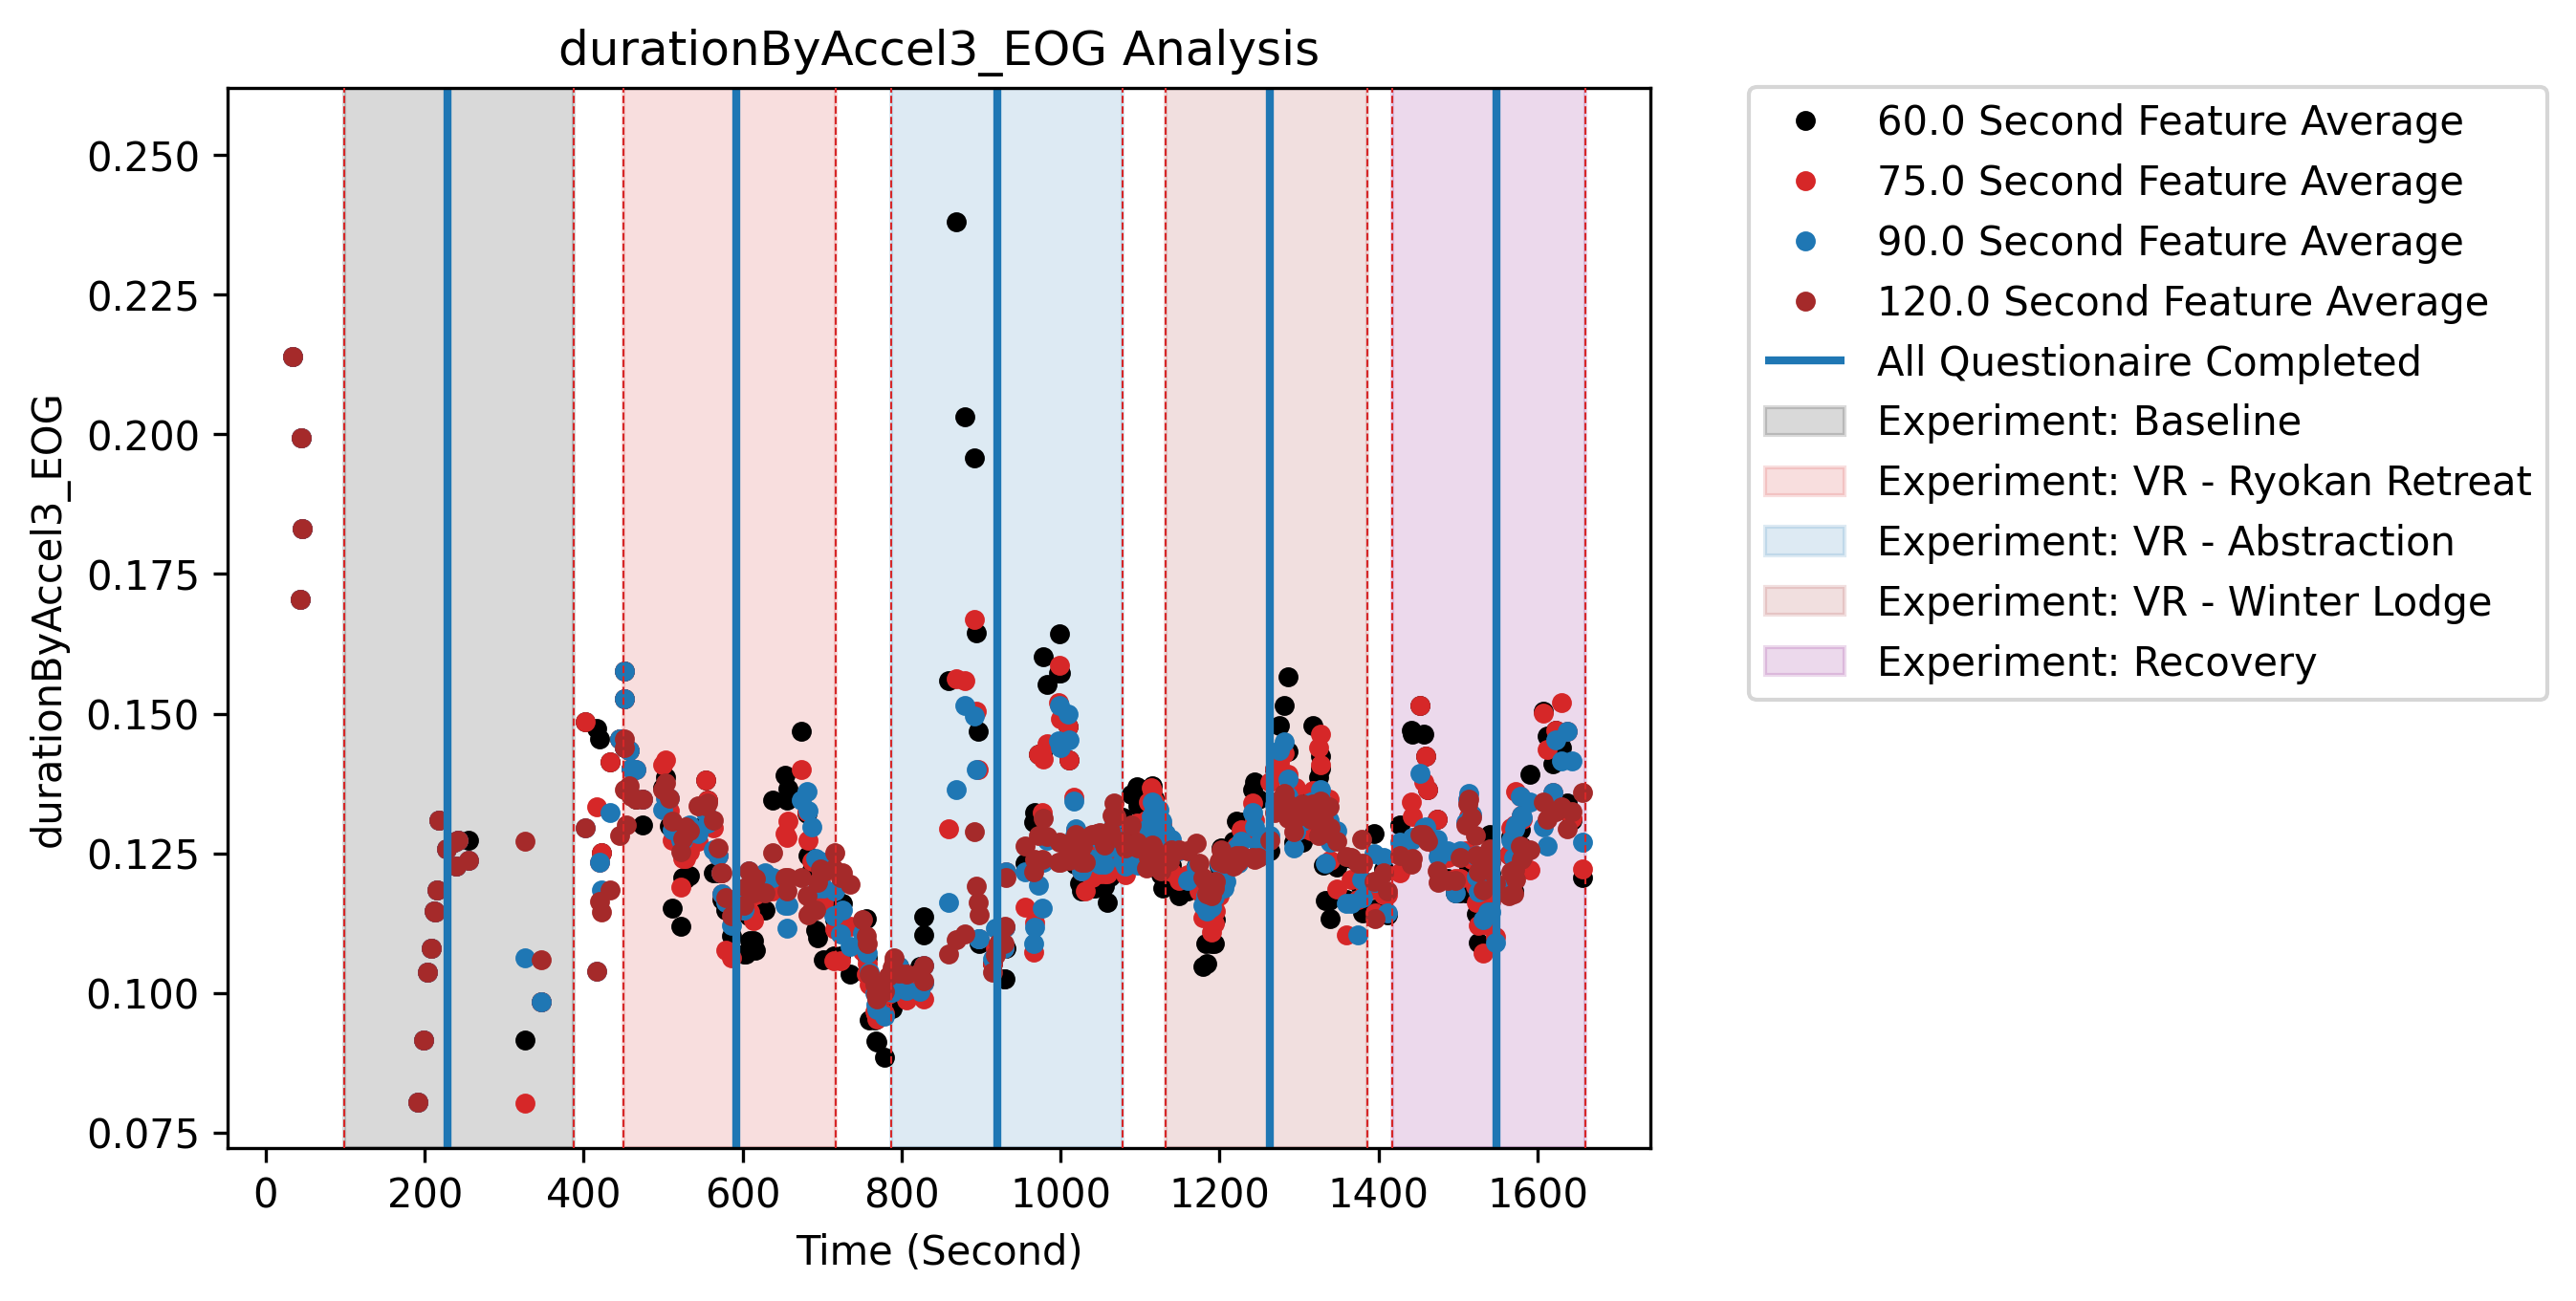 durationByAccel3_EOG Analysis
durationByAccel3_EOG
0.250
0.225
0.200
0.175
0.150
0.125
0.100
0.075
0 200 400 600 800 1000 1200 1400 1600
Time (Second)
60.0 Second Feature Average
75.0 Second Feature Average
90.0 Second Feature Average
120.0 Second Feature Average
All Questionaire Completed
Experiment: Baseline
Experiment: VR - Ryokan Retreat
Experiment: VR - Abstraction
Experiment: VR - Winter Lodge
Experiment: Recovery